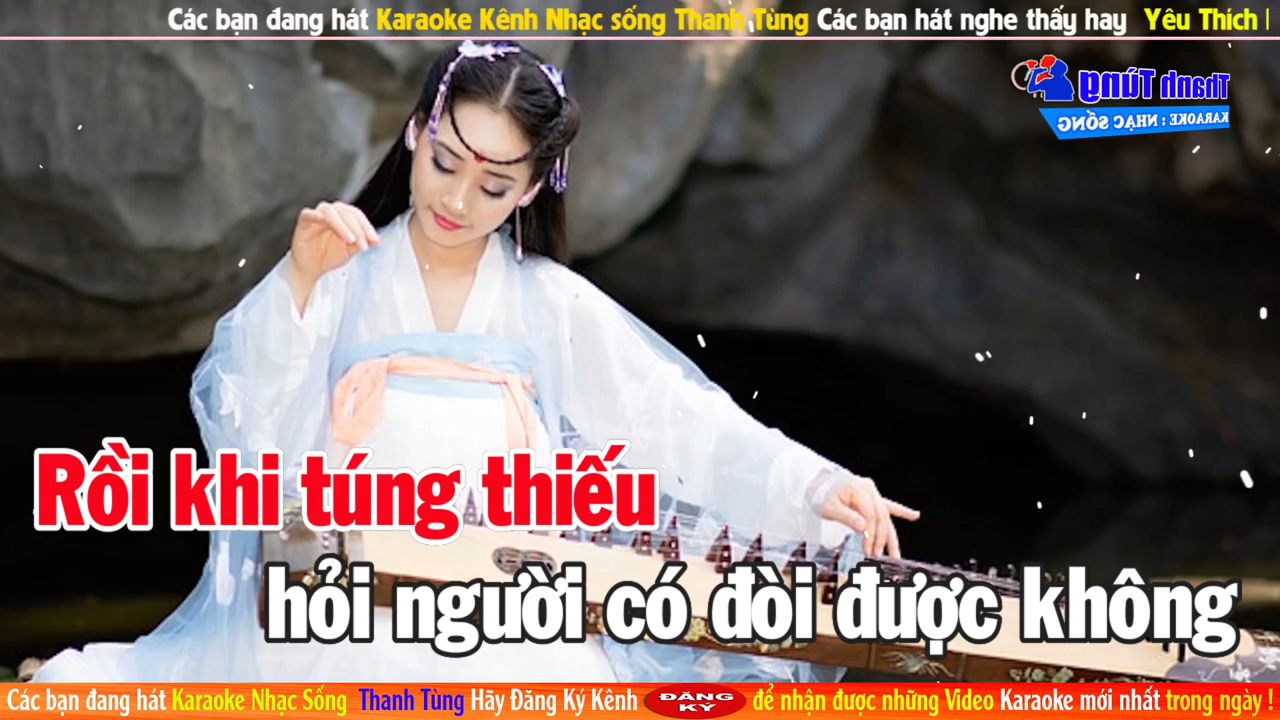 Các bạn đang hát Karaoke Kênh Nhạc sống Thanh Tùng Các bạn hát nghe thấy hay Yêu Thích
Thanh Tùng
KARAOKE : NHẠC SỐNG
Rồi khi túng thiếu
hỏi người có đòi được không
Các bạn đang hát Karaoke Nhạc Sống Thanh Tùng Hãy Đăng Ký Kênh ĐĂNG KÝ để nhận được những Video Karaoke mới nhất trong ngày !